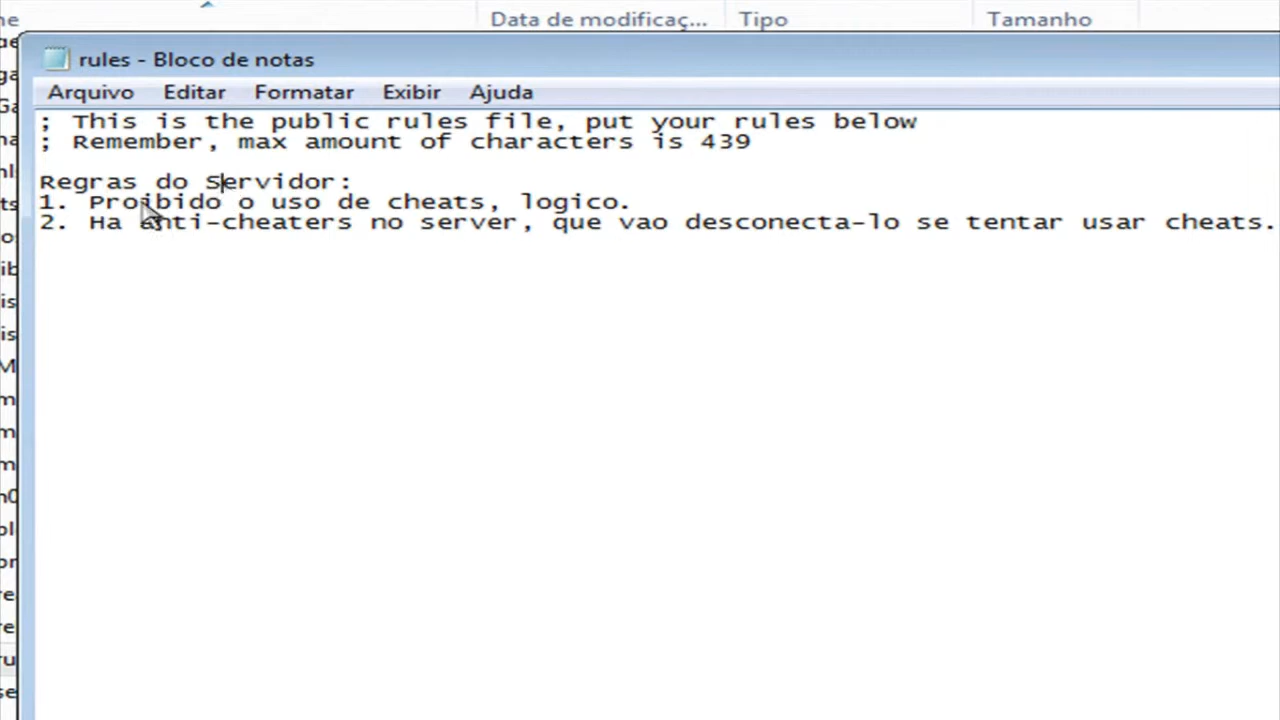 Data de modificaç... Tipo Tamanho
rules - Bloco de notas
Arquivo Editar Formatar Exibir Ajuda
; This is the public rules file, put your rules below
; Remember, max amount of characters is 439
Regras do Servidor:
1. Proibido o uso de cheats, logico.
2. Ha anti-cheaters no server, que vao desconecta-lo se tentar usar cheats.